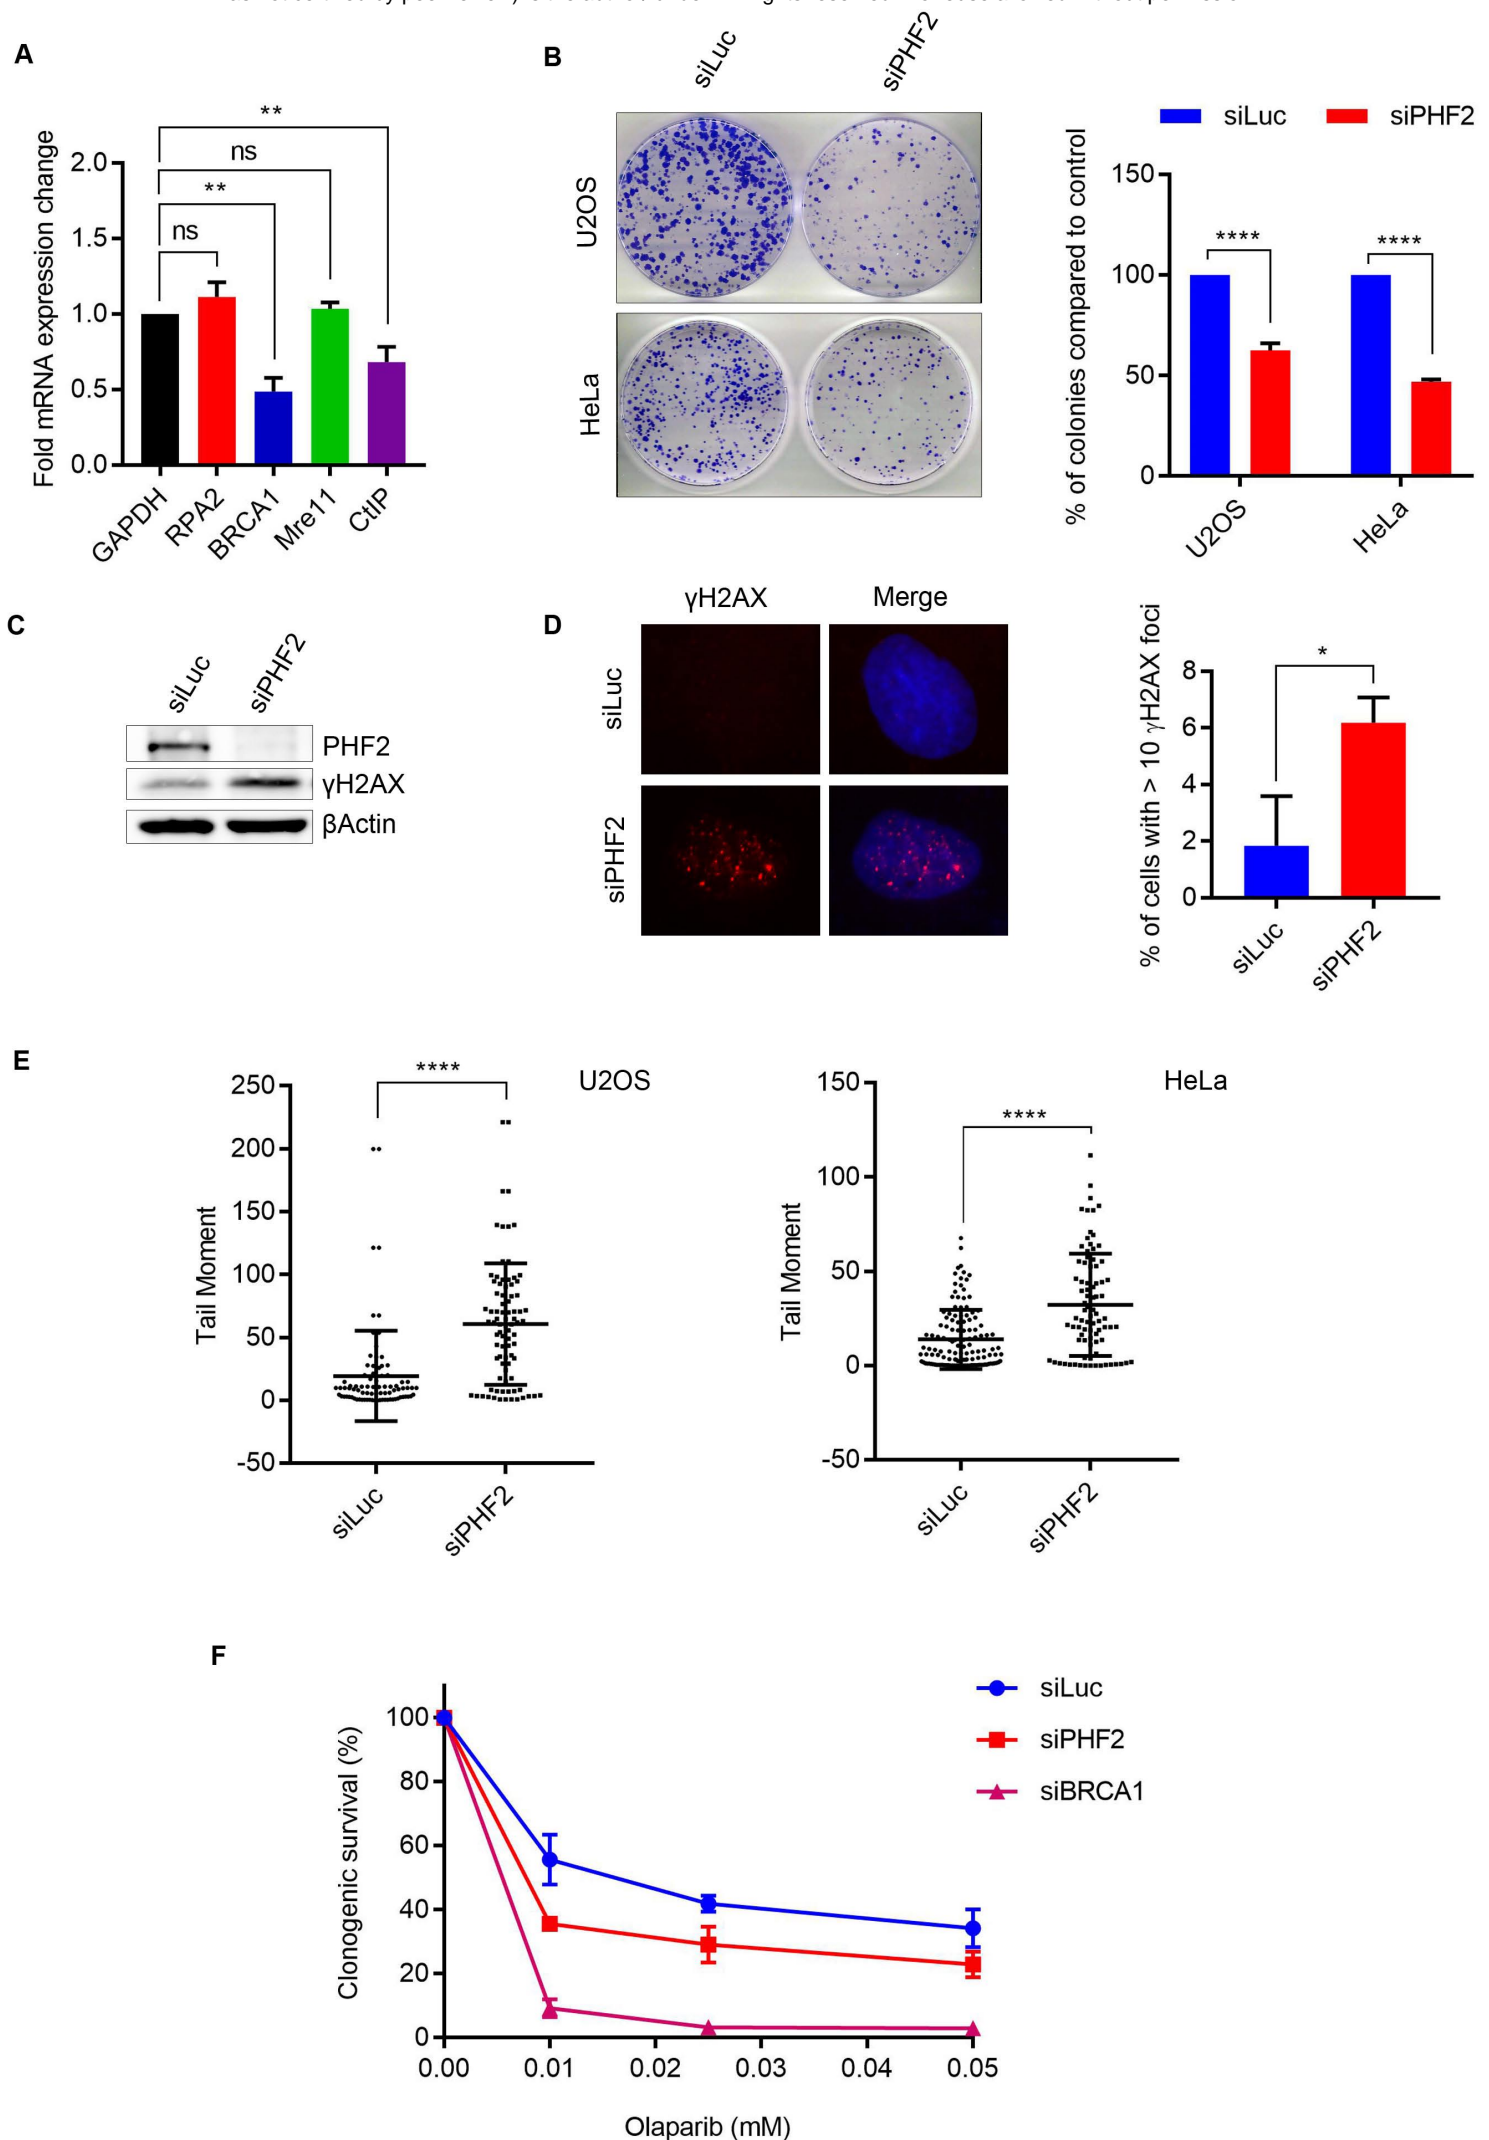 A
Fold mRNA expression change
2.0
1.5
1.0
0.5
0.0
**
ns
**
ns
GAPDH
RPA2
BRCA1
Mre11
CtIP
B
siLuc
siPHF2
U2OS
HeLa
siLuc
siPHF2
% of colonies compared to control
150
100
50
0
****
****
U2OS
HeLa
C
siLuc
siPHF2
PHF2
γH2AX
βActin
D
γH2AX
Merge
siLuc
siPHF2
% of cells with > 10 γH2AX foci
8
6
4
2
0
*
siLuc
siPHF2
E
U2OS
Tail Moment
250
200
150
100
50
0
-50
****
siLuc
siPHF2
HeLa
Tail Moment
150
100
50
0
-50
****
siLuc
siPHF2
F
siLuc
siPHF2
siBRCA1
Clonogenic survival (%)
100
80
60
40
20
0
0.00
0.01
0.02
0.03
0.04
0.05
Olaparib (mM)